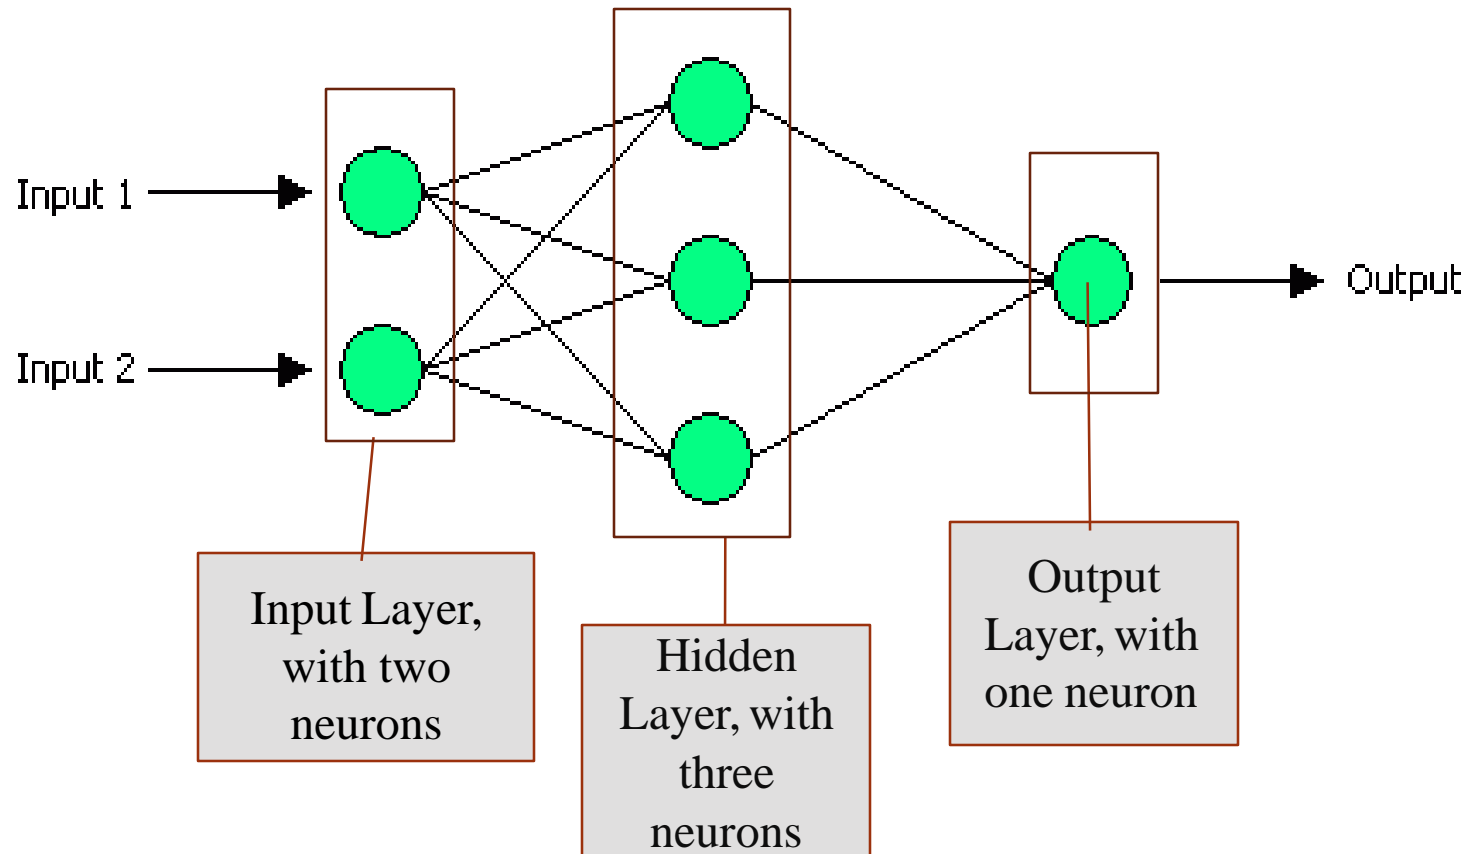 Input 1
Input 2
Output
Input Layer,
with two
neurons
Hidden
Layer, with
three
neurons
Output
Layer, with
one neuron